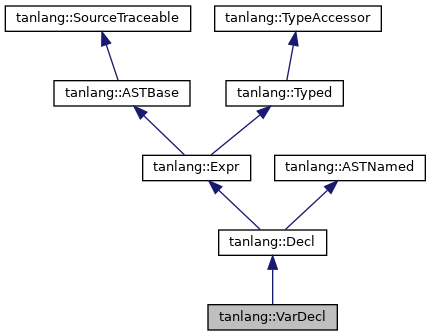 tanlang::SourceTraceable
tanlang::TypeAccessor
tanlang::ASTBase
tanlang::Typed
tanlang::Expr
tanlang::ASTNamed
tanlang::Decl
tanlang::VarDecl